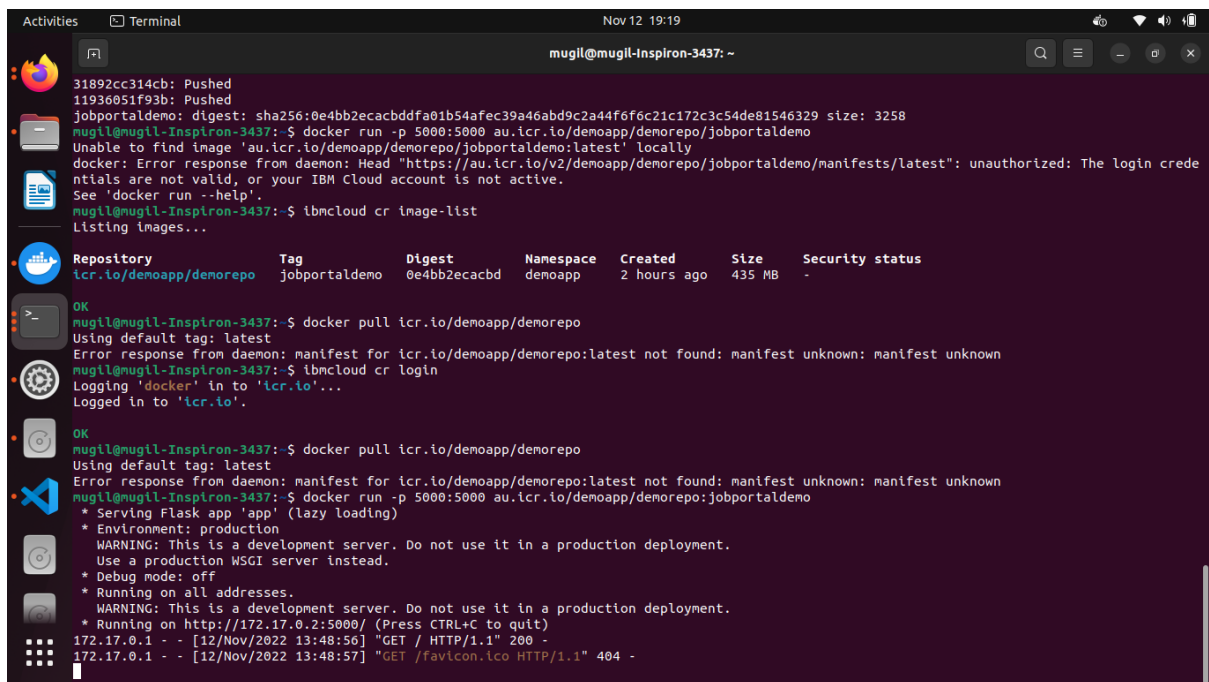 Activities Terminal Nov 12 19:19
mugil@mugil-Inspiron-3437: ~
31892cc314cb: Pushed
11936051f93b: Pushed
jobportaldemo: digest: sha256:0e4bb2ecacbddfa01b54afec39a46abd9c2a44f6f6c21c172c3c54de81546329 size: 3258
mugil@mugil-Inspiron-3437:~$ docker run -p 5000:5000 au.icr.io/demoapp/demorepo/jobportaldemo
Unable to find image 'au.icr.io/demoapp/demorepo/jobportaldemo:latest' locally
docker: Error response from daemon: Head "https://au.icr.io/v2/demoapp/demorepo/jobportaldemo/manifests/latest": unauthorized: The login crede
ntials are not valid, or your IBM Cloud account is not active.
See 'docker run --help'.
mugil@mugil-Inspiron-3437:~$ ibmcloud cr image-list
Listing images...
Repository Tag Digest Namespace Created Size Security status
icr.io/demoapp/demorepo jobportaldemo 0e4bb2ecacbd demoapp 2 hours ago 435 MB -
OK
mugil@mugil-Inspiron-3437:~$ docker pull icr.io/demoapp/demorepo
Using default tag: latest
Error response from daemon: manifest for icr.io/demoapp/demorepo:latest not found: manifest unknown: manifest unknown
mugil@mugil-Inspiron-3437:~$ ibmcloud cr login
Logging 'docker' in to 'icr.io'...
Logged in to 'icr.io'.
OK
mugil@mugil-Inspiron-3437:~$ docker pull icr.io/demoapp/demorepo
Using default tag: latest
Error response from daemon: manifest for icr.io/demoapp/demorepo:latest not found: manifest unknown: manifest unknown
mugil@mugil-Inspiron-3437:~$ docker run -p 5000:5000 au.icr.io/demoapp/demorepo:jobportaldemo
 * Serving Flask app 'app' (lazy loading)
 * Environment: production
   WARNING: This is a development server. Do not use it in a production deployment.
   Use a production WSGI server instead.
 * Debug mode: off
 * Running on all addresses.
   WARNING: This is a development server. Do not use it in a production deployment.
 * Running on http://172.17.0.2:5000/ (Press CTRL+C to quit)
172.17.0.1 - - [12/Nov/2022 13:48:56] "GET / HTTP/1.1" 200 -
172.17.0.1 - - [12/Nov/2022 13:48:57] "GET /favicon.ico HTTP/1.1" 404 -